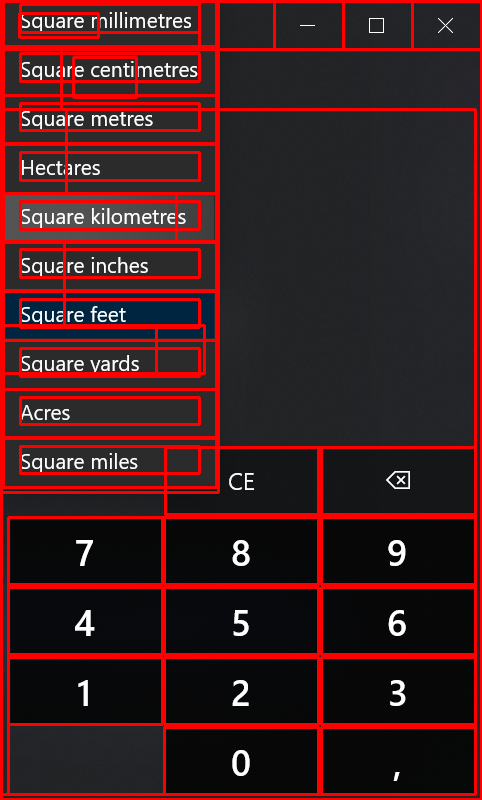 Square millimetres
Square centimetres
Square metres
Hectares
Square kilometres
Square inches
Square feet
Square yards
Acres
Square miles
CE
7 8 9
4 5 6
1 2 3
0 ,